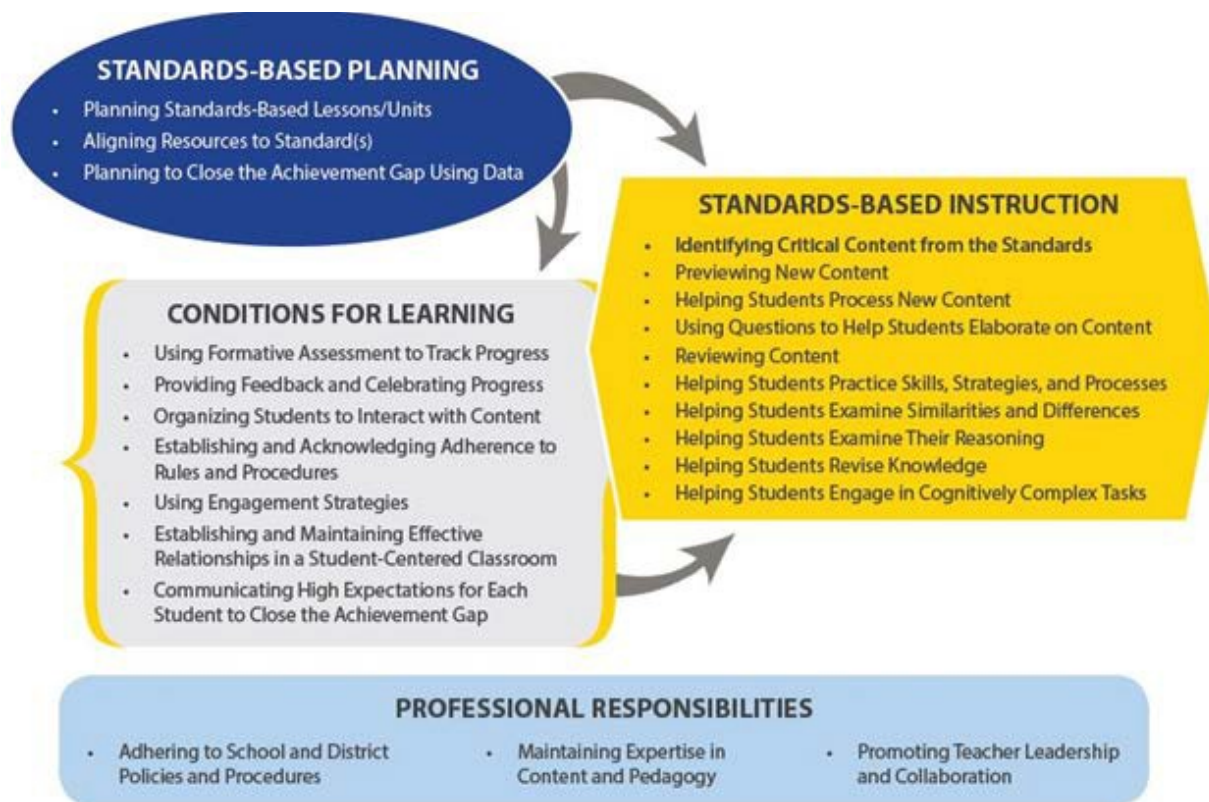 STANDARDS-BASED PLANNING
• Planning Standards-Based Lessons/Units
• Aligning Resources to Standard(s)
• Planning to Close the Achievement Gap Using Data
STANDARDS-BASED INSTRUCTION
• Identifying Critical Content from the Standards
• Previewing New Content
• Helping Students Process New Content
• Using Questions to Help Students Elaborate on Content
• Reviewing Content
• Helping Students Practice Skills, Strategies, and Processes
• Helping Students Examine Similarities and Differences
• Helping Students Examine Their Reasoning
• Helping Students Revise Knowledge
• Helping Students Engage in Cognitively Complex Tasks
CONDITIONS FOR LEARNING
• Using Formative Assessment to Track Progress
• Providing Feedback and Celebrating Progress
• Organizing Students to Interact with Content
• Establishing and Acknowledging Adherence to
Rules and Procedures
• Using Engagement Strategies
• Establishing and Maintaining Effective
Relationships in a Student-Centered Classroom
• Communicating High Expectations for Each
Student to Close the Achievement Gap
PROFESSIONAL RESPONSIBILITIES
• Adhering to School and District
Policies and Procedures
• Maintaining Expertise in
Content and Pedagogy
• Promoting Teacher Leadership
and Collaboration